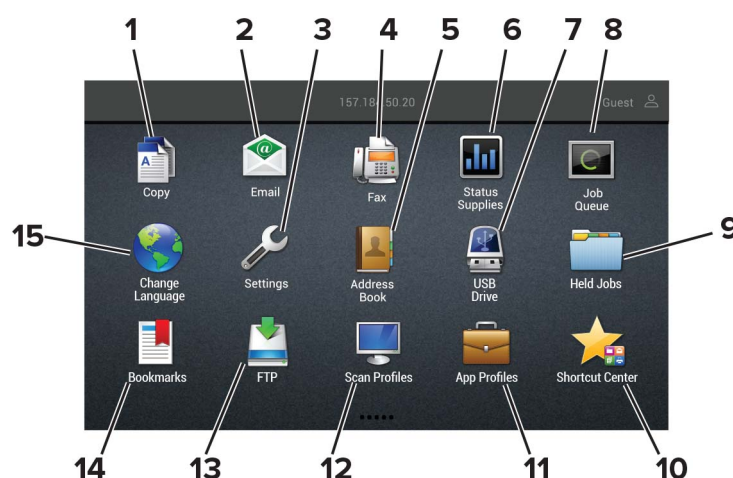 1 2 3 4 5 6 7 8
157.184.50.20 Guest
Copy Email Fax Status Supplies Job Queue
15 9
Change Language Settings Address Book USB Drive Held Jobs
Bookmarks FTP Scan Profiles App Profiles Shortcut Center
14 13 12 11 10